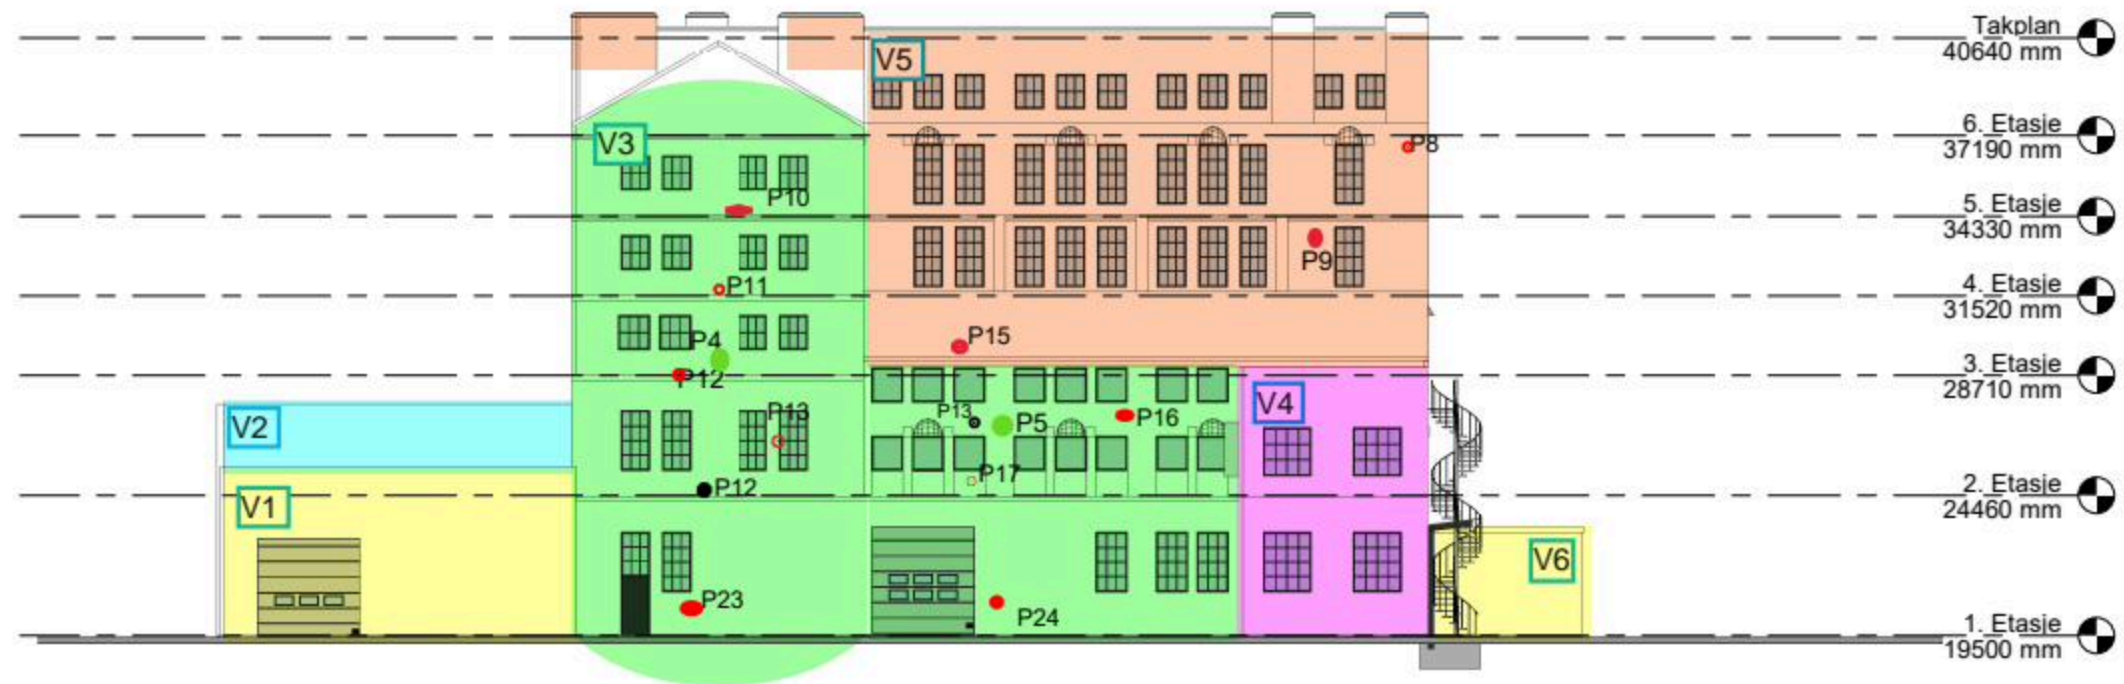 Takplan
40640 mm
V5
6. Etasje
37190 mm
V3
P8
P10
5. Etasje
34330 mm
P9
P11
4. Etasje
31520 mm
P4
P15
P12
3. Etasje
28710 mm
V2
P13
P13
P5
P16
V4
P17
P12
V1
2. Etasje
24460 mm
V6
P23
P24
1. Etasje
19500 mm